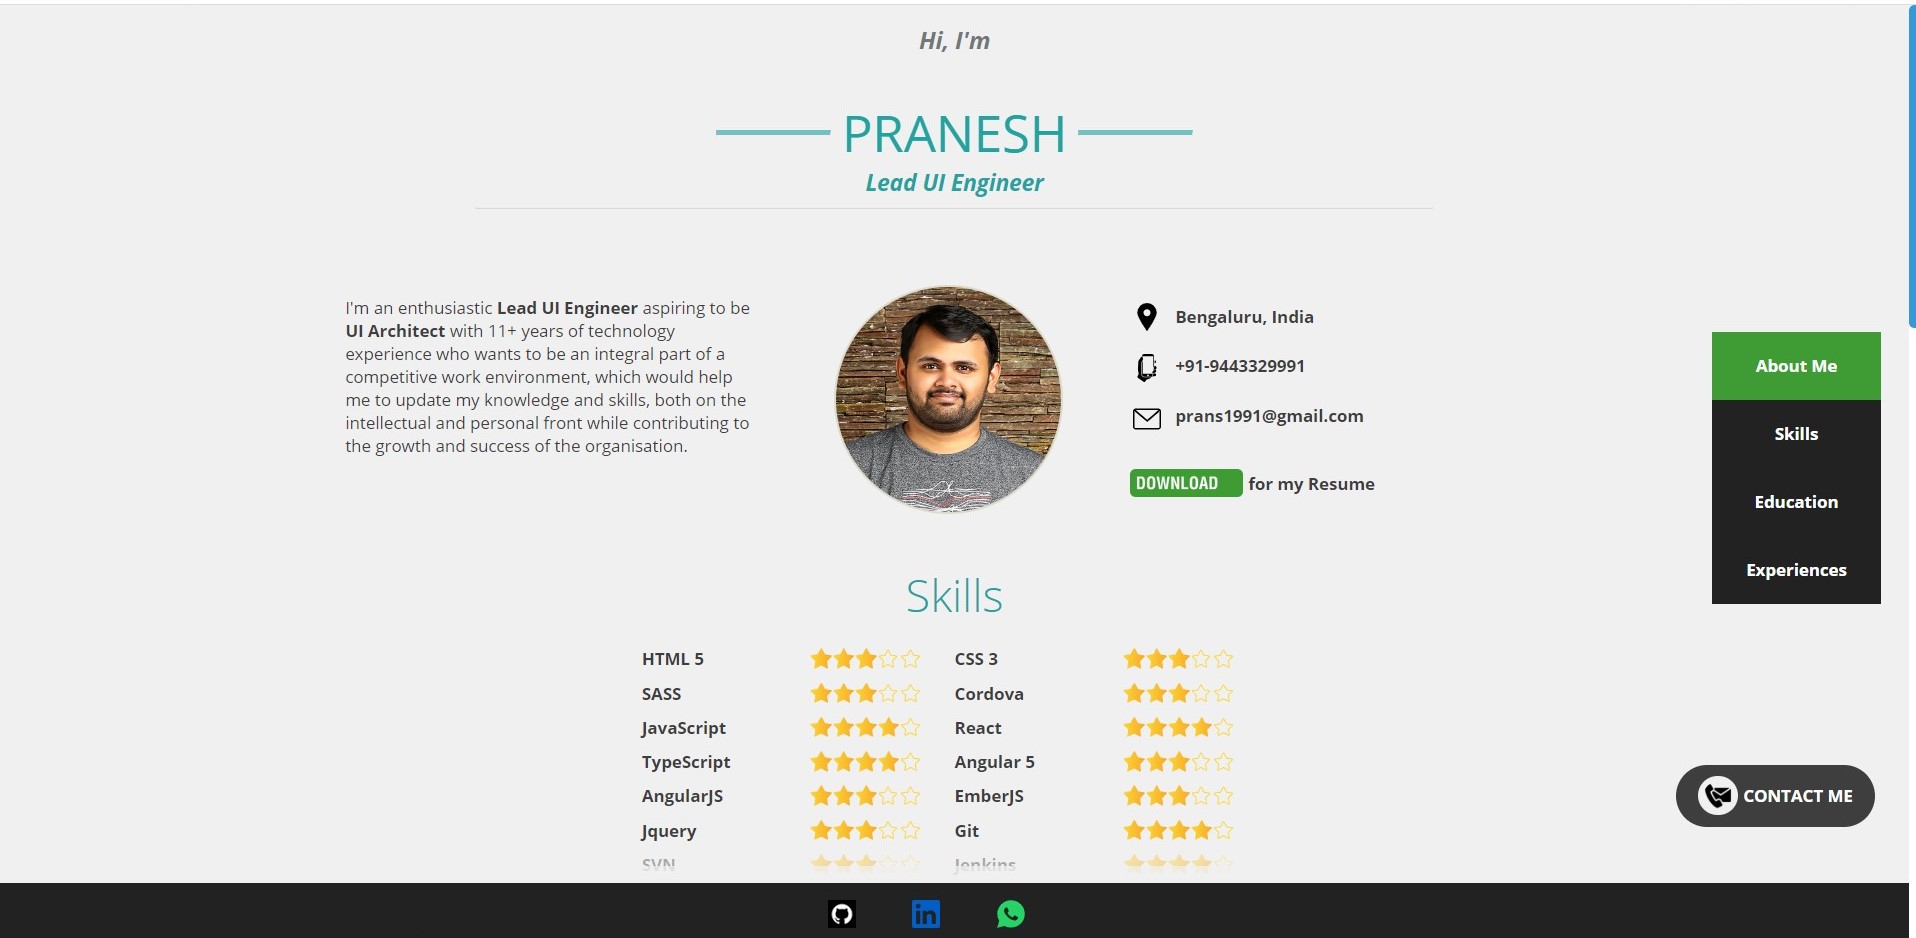 Hi, I'm
PRANESH
Lead UI Engineer
I'm an enthusiastic Lead UI Engineer aspiring to be
UI Architect with 11+ years of technology
experience who wants to be an integral part of a
competitive work environment, which would help
me to update my knowledge and skills, both on the
intellectual and personal front while contributing to
the growth and success of the organisation.
Bengaluru, India
+91-9443329991
prans1991@gmail.com
DOWNLOAD for my Resume
About Me
Skills
Education
Experiences
Skills
HTML 5
CSS 3
SASS
Cordova
JavaScript
React
TypeScript
Angular 5
AngularJS
EmberJS
Jquery
Git
SVN
Jenkins
CONTACT ME
in